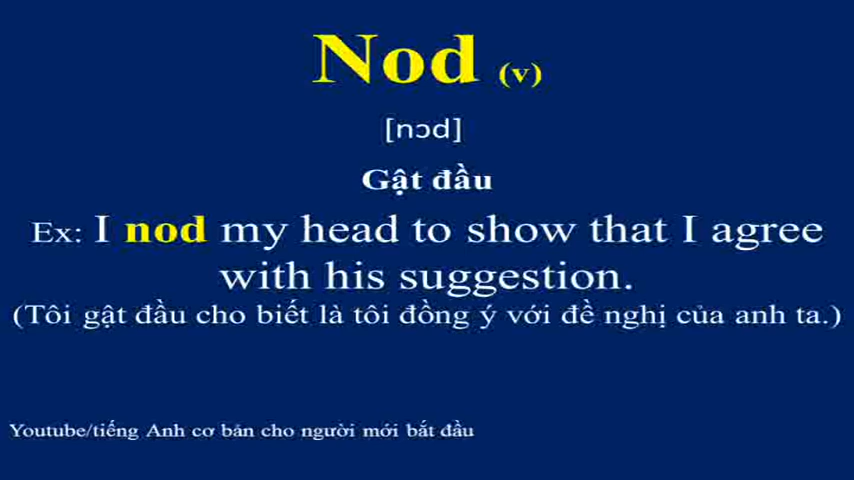 Nod (v)
[nɔd]
Gật đầu
Ex: I nod my head to show that I agree
with his suggestion.
(Tôi gật đầu cho biết là tôi đồng ý với đề nghị của anh ta.)
Youtube/tiếng Anh cơ bản cho người mới bắt đầu